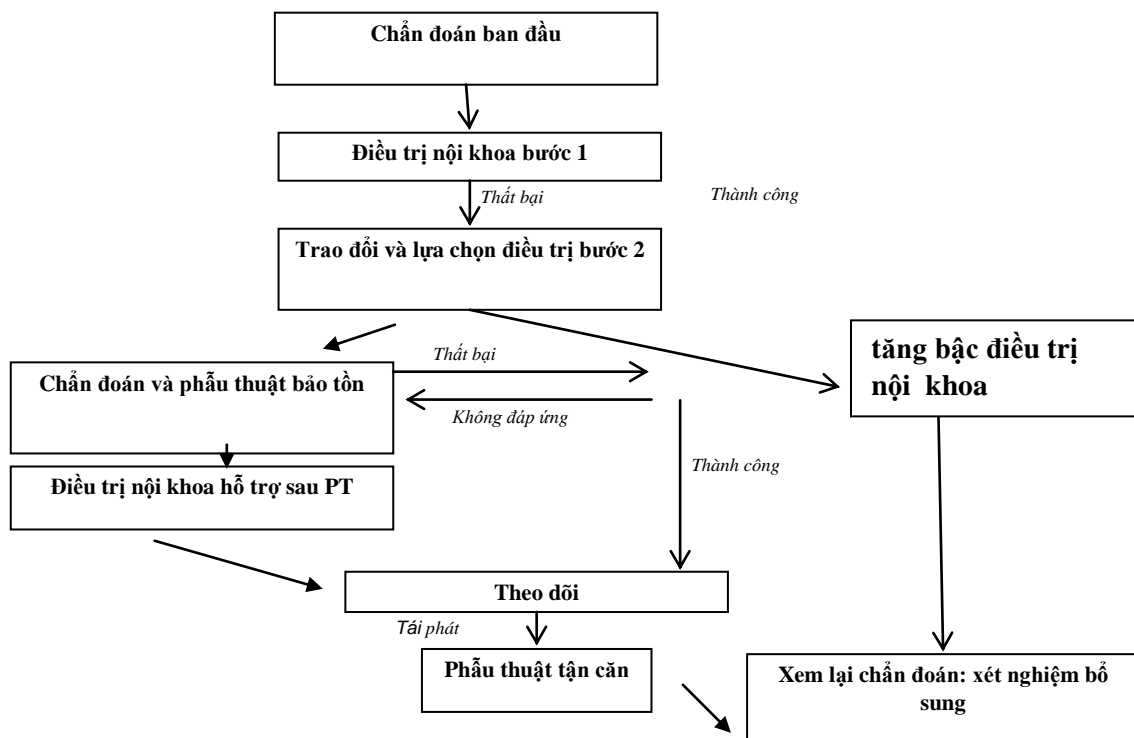 Chẩn đoán ban đầu
Điều trị nội khoa bước 1
Thất bại
Thành công
Trao đổi và lựa chọn điều trị bước 2
tăng bậc điều trị
nội khoa
Thất bại
Chẩn đoán và phẫu thuật bảo tồn
Không đáp ứng
Thành công
Điều trị nội khoa hỗ trợ sau PT
Theo dõi
Tái phát
Phẫu thuật tận căn
Xem lại chẩn đoán: xét nghiệm bổ
sung